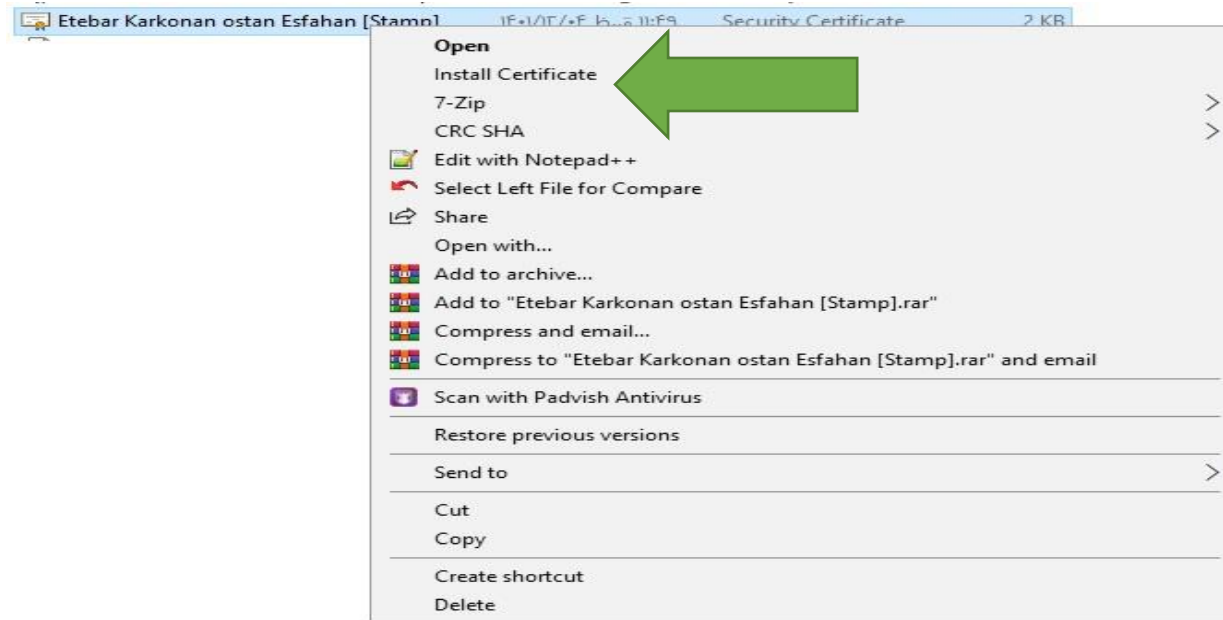 Etebar Karkonan ostan Esfahan [Stamp] ۱۱:۴۹ Security Certificate 2 KB
Open
Install Certificate
7-Zip
CRC SHA
Edit with Notepad++
Select Left File for Compare
Share
Open with...
Add to archive...
Add to "Etebar Karkonan ostan Esfahan [Stamp].rar"
Compress and email...
Compress to "Etebar Karkonan ostan Esfahan [Stamp].rar" and email
Scan with Padvish Antivirus
Restore previous versions
Send to
Cut
Copy
Create shortcut
Delete